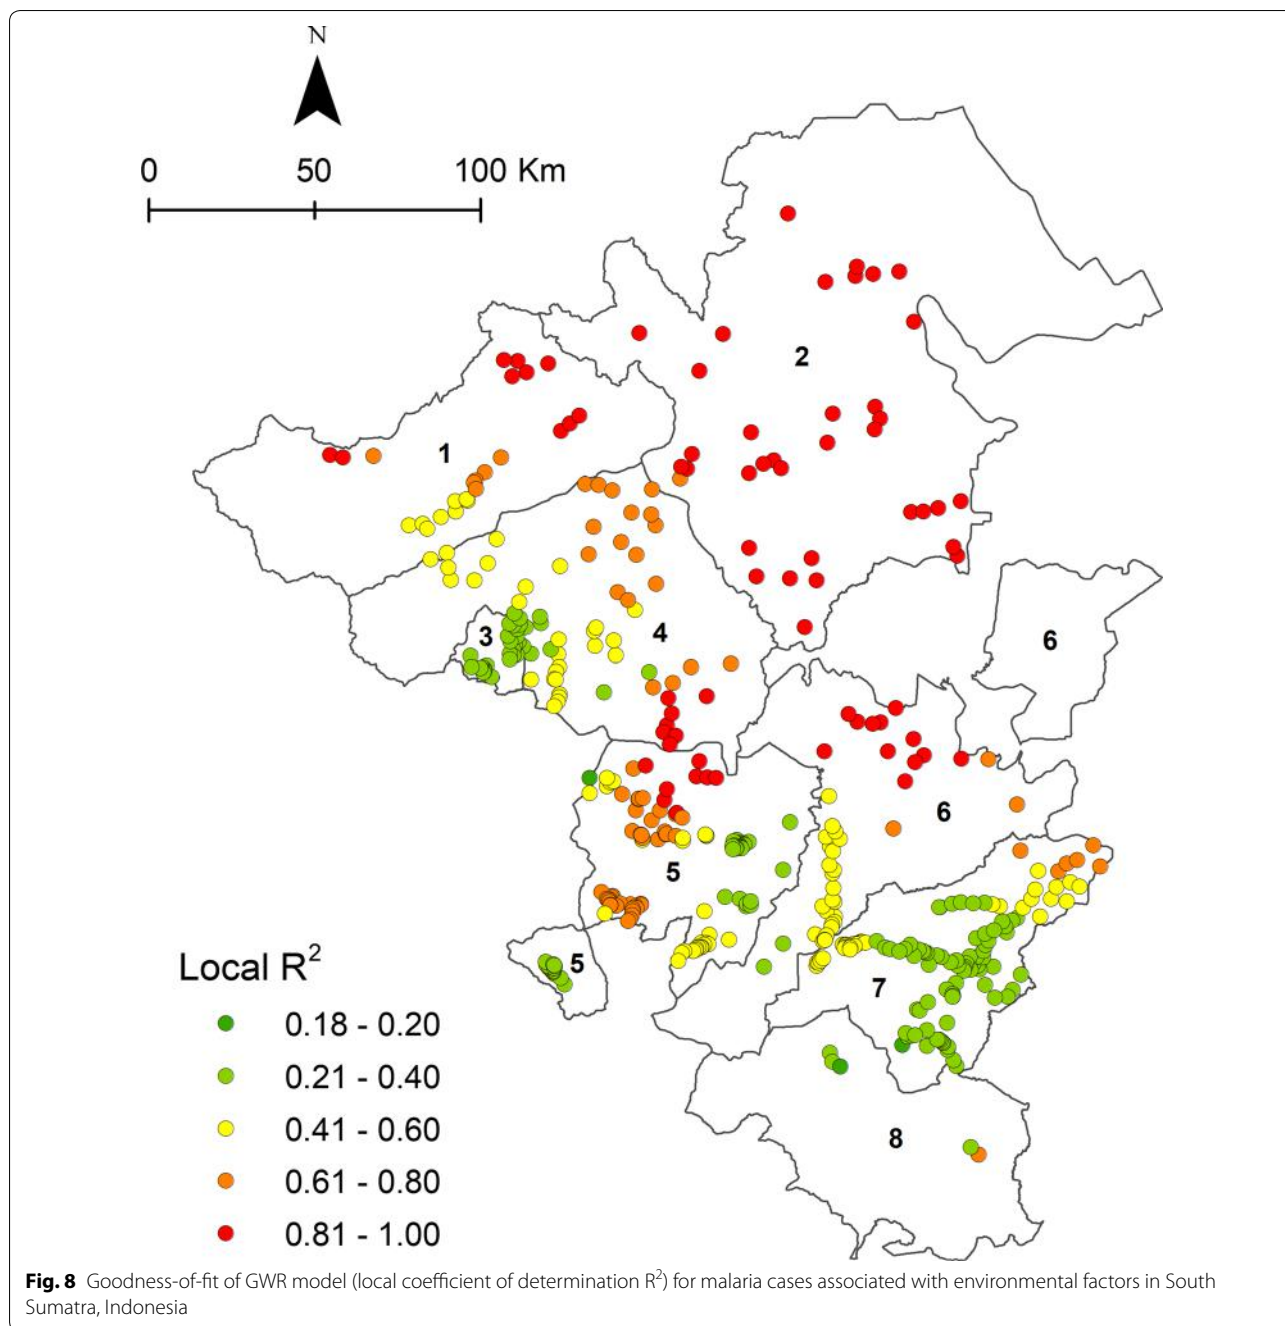 N
0 50 100 Km
2
1
3
4
6
6
5
5
7
8
Local R²
0.18 - 0.20
0.21 - 0.40
0.41 - 0.60
0.61 - 0.80
0.81 - 1.00
Fig. 8 Goodness-of-fit of GWR model (local coefficient of determination R²) for malaria cases associated with environmental factors in South
Sumatra, Indonesia